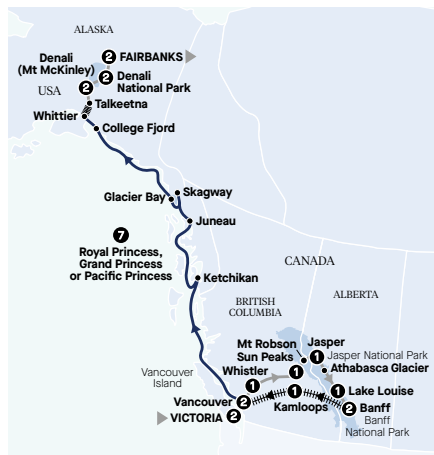 ALASKA
2 FAIRBANKS
Denali
(Mt McKinley)
2
2 Denali
National Park
USA
Talkeetna
Whittier
College Fjord
Skagway
Glacier Bay
Juneau
7
Royal Princess,
Grand Princess
or Pacific Princess
Ketchikan
CANADA
BRITISH
COLUMBIA
ALBERTA
Mt Robson
Jasper
Sun Peaks
1
Jasper National Park
Athabasca Glacier
Whistler
1
1
Vancouver
Island
1
Lake Louise
Vancouver 2
1
Kamloops
2 Banff
VICTORIA 2
Banff
National Park